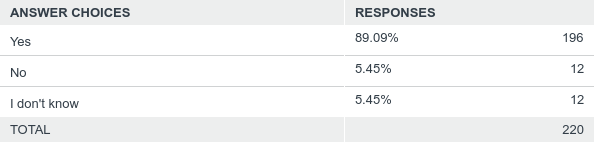 ANSWER CHOICES RESPONSES
Yes 89.09% 196
No 5.45% 12
I don't know 5.45% 12
TOTAL 220